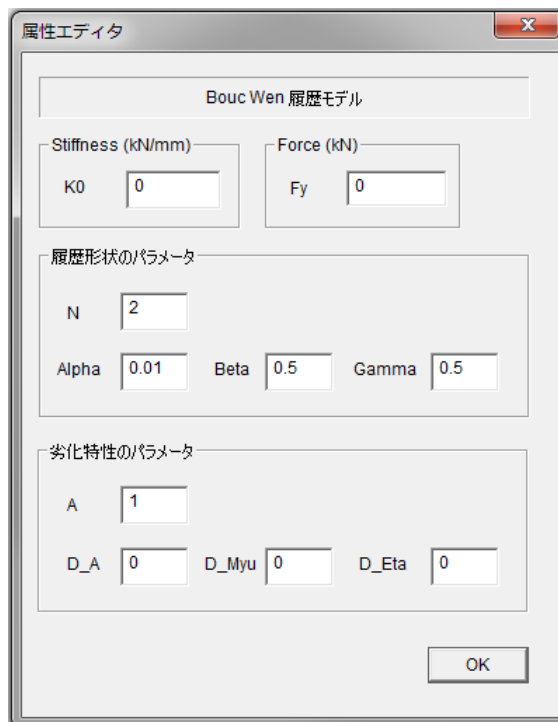 属性エディタ
Bouc Wen 履歴モデル
Stiffness (kN/mm) Force (kN)
K0 0 Fy 0
履歴形状のパラメータ
N 2
Alpha 0.01 Beta 0.5 Gamma 0.5
劣化特性のパラメータ
A 1
D_A 0 D_Myu 0 D_Eta 0
OK